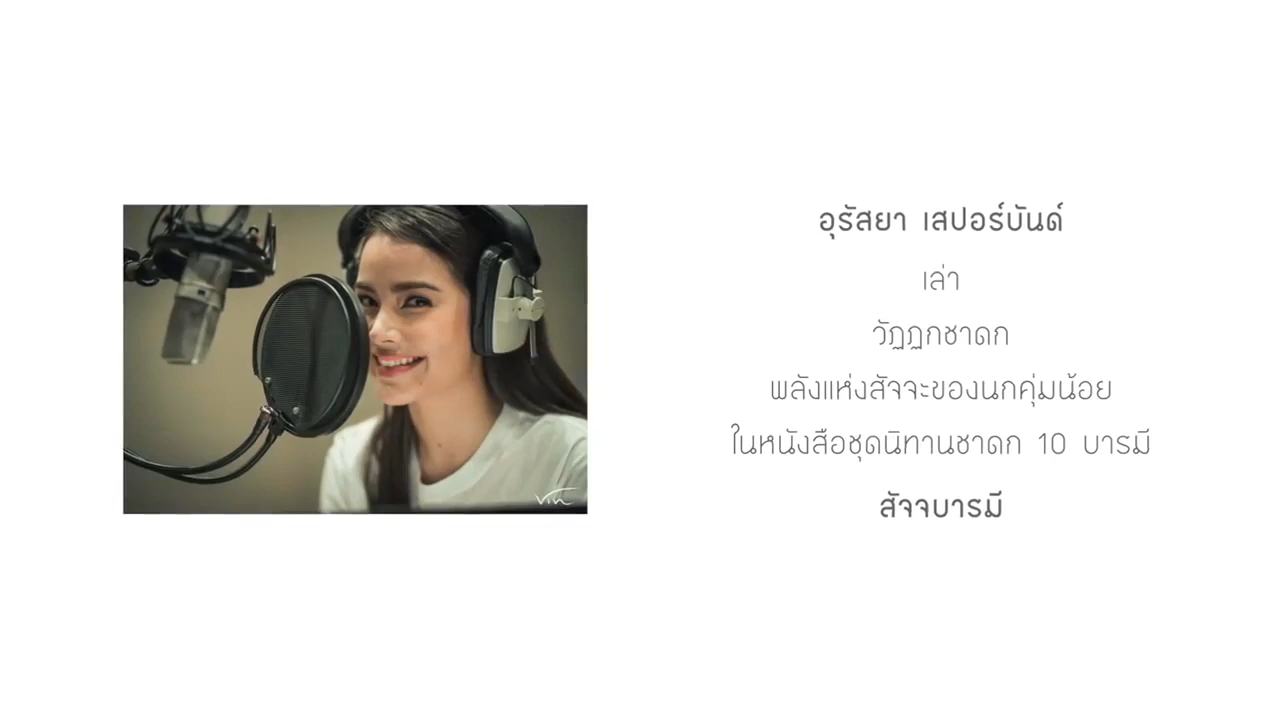 อุรัสยา เสปอร์บันด์
เล่า
วัฏฏกชาดก
พลังแห่งสัจจะของนกคุ่มน้อย
ในหนังสือชุดนิทานชาดก 10 บารมี
สัจจบารมี
Vin